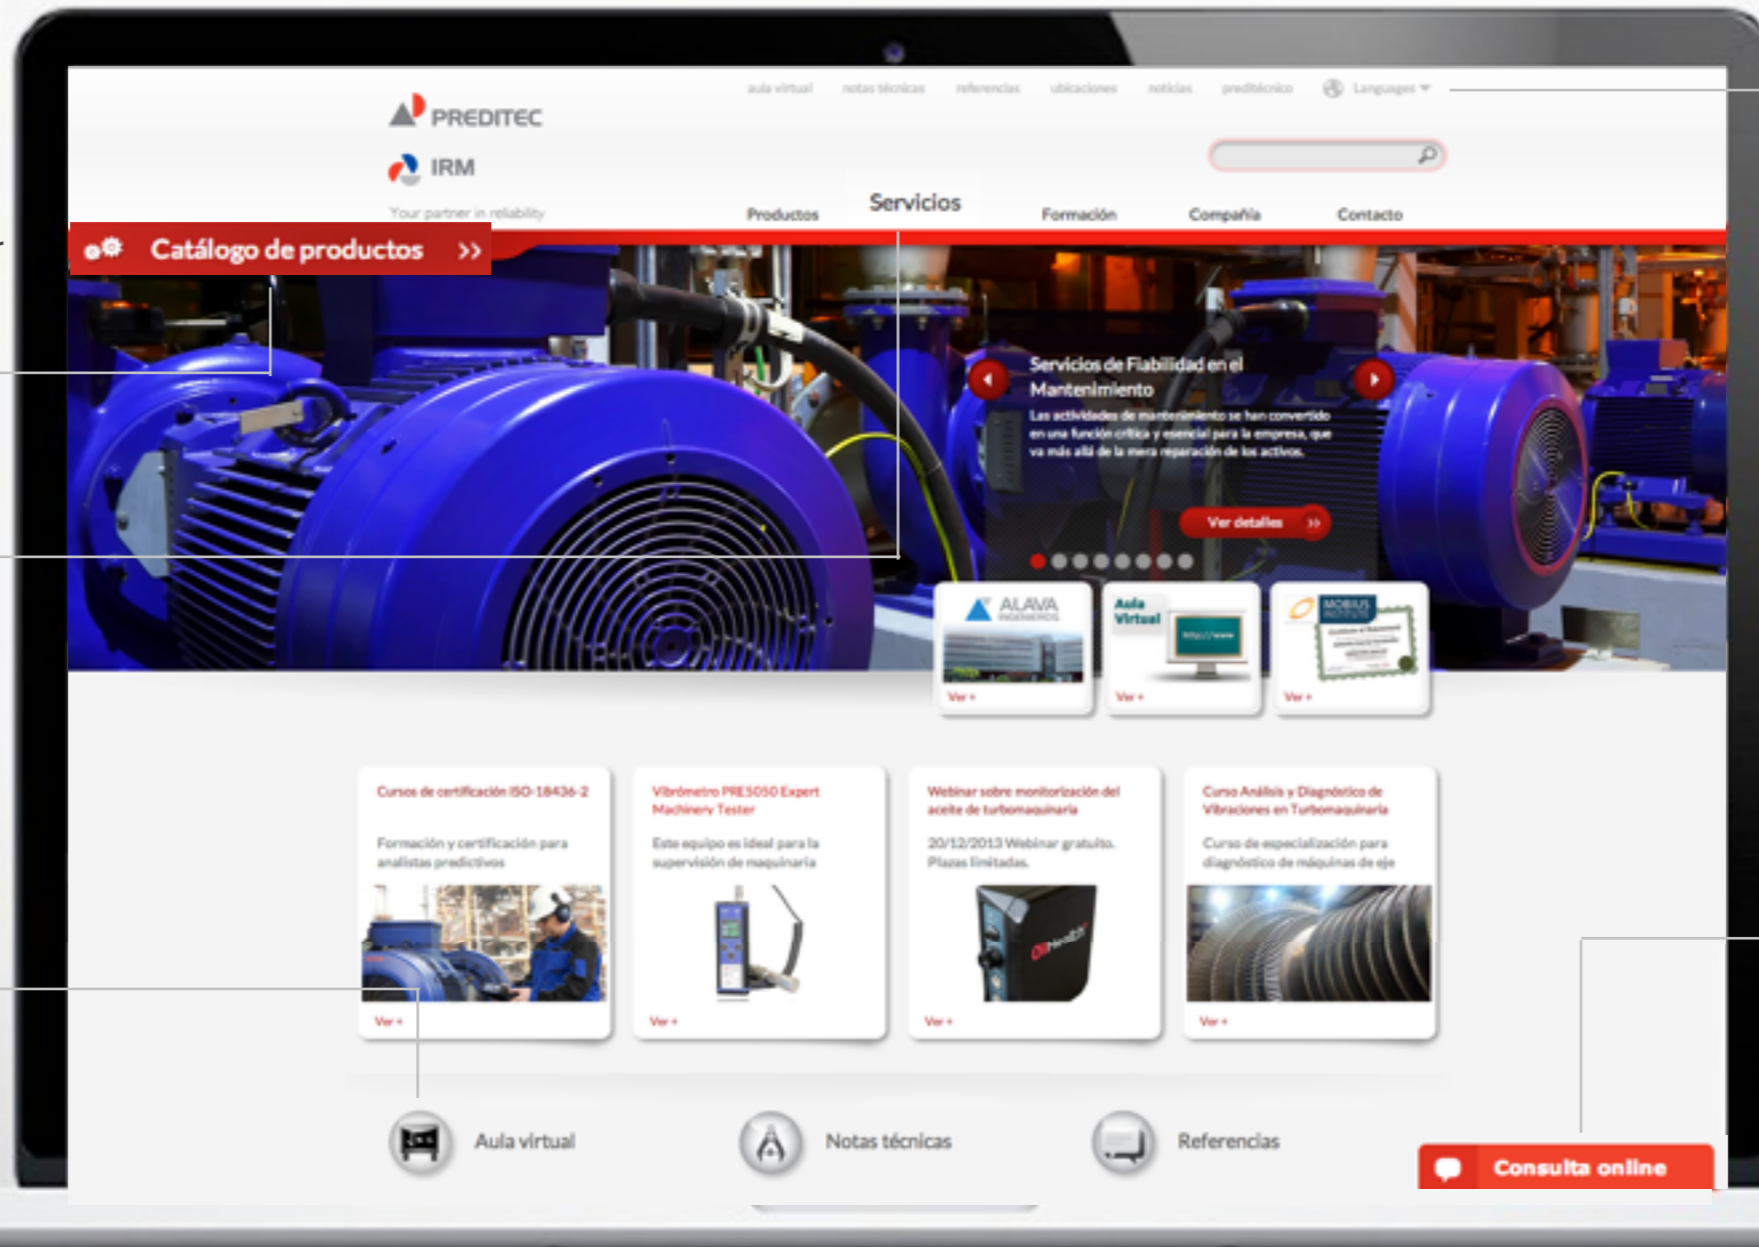 aula virtual notas técnicas referencias ubicaciones noticias preditécnico Languages
PREDITEC
IRM
Your partner in reliability
Productos Servicios Formación Compañía Contacto
Catálogo de productos >>
Servicios de Fiabilidad en el
Mantenimiento
Las actividades de mantenimiento se han convertido
en una función crítica y esencial para la empresa, que
va más allá de la mera reparación de los activos.
Ver detalles >>
ALAVA
INGENIEROS
Ver +
Aula
Virtual
http://www
Ver +
MOBIUS
INSTITUTE
Ver +
Cursos de certificación ISO-18436-2
Formación y certificación para
analistas predictivos
Ver +
Vibrómetro PRE5050 Expert
Machinery Tester
Este equipo es ideal para la
supervisión de maquinaria
Ver +
Webinar sobre monitorización del
aceite de turbomaquinaria
20/12/2013 Webinar gratuito.
Plazas limitadas.
OilHealth
Ver +
Curso Análisis y Diagnóstico de
Vibraciones en Turbomaquinaria
Curso de especialización para
diagnóstico de máquinas de eje
Ver +
Aula virtual
Notas técnicas
Referencias
Consulta online